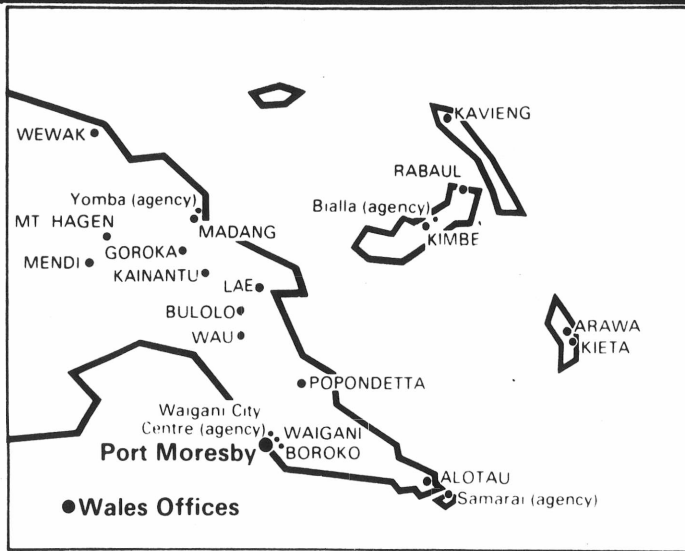 KAVIENG
WEWAK
RABAUL
Yomba (agency)
Bialla (agency)
MT HAGEN
MADANG
KIMBE
GOROKA
MENDI
KAINANTU
LAE
BULOLO
ARAWA
WAU
KIETA
POPONDETTA
Waigani City
Centre (agency)
WAIGANI
Port Moresby
BOROKO
ALOTAU
Samarai (agency)
Wales Offices